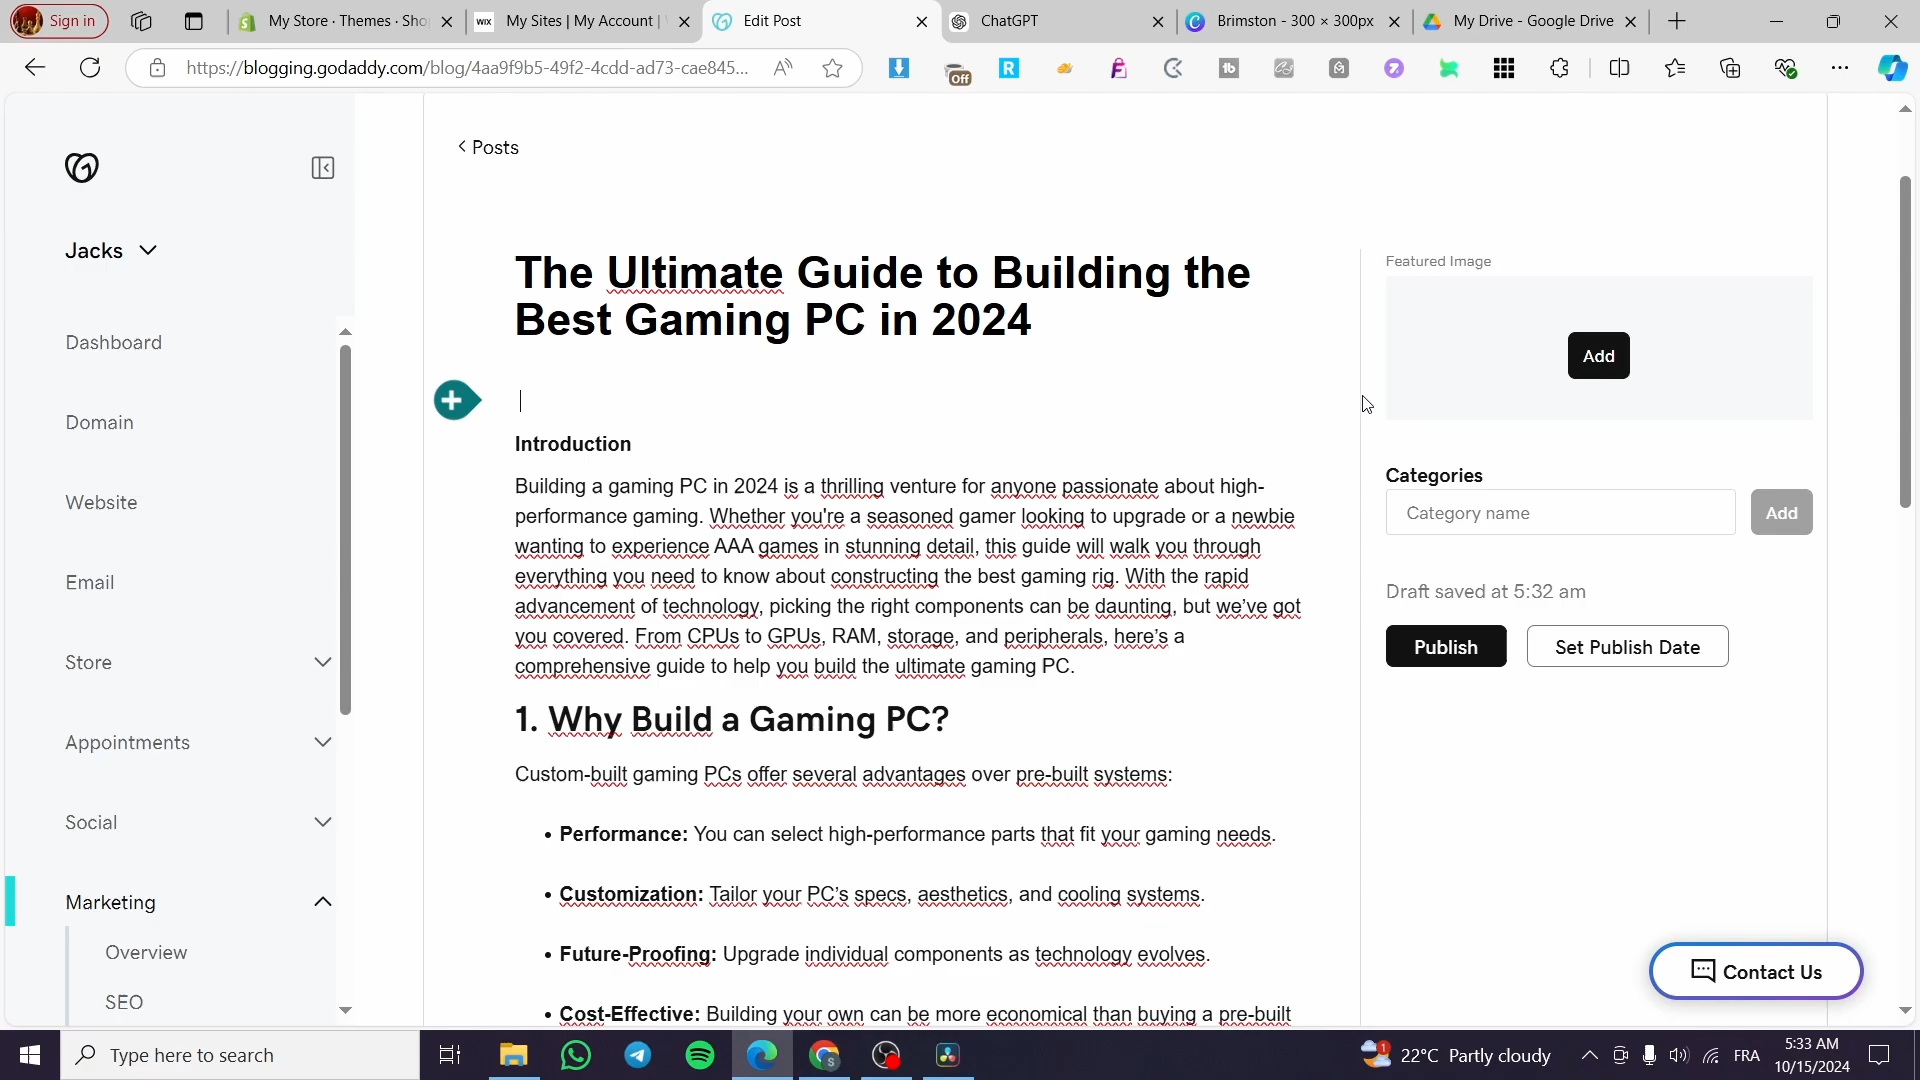 Sign in
My Store · Themes · Sho
My Sites | My Account |
Edit Post
ChatGPT
Brimston - 300 × 300px
My Drive - Google Drive
https://blogging.godaddy.com/blog/4aa9f9b5-49f2-4cdd-ad73-cae845...
Off
Posts
Jacks
Dashboard
Domain
Website
Email
Store
Appointments
Social
Marketing
Overview
SEO
The Ultimate Guide to Building the
Best Gaming PC in 2024
Introduction
Building a gaming PC in 2024 is a thrilling venture for anyone passionate about high-
performance gaming. Whether you're a seasoned gamer looking to upgrade or a newbie
wanting to experience AAA games in stunning detail, this guide will walk you through
everything you need to know about constructing the best gaming rig. With the rapid
advancement of technology, picking the right components can be daunting, but we’ve got
you covered. From CPUs to GPUs, RAM, storage, and peripherals, here’s a
comprehensive guide to help you build the ultimate gaming PC.
1. Why Build a Gaming PC?
Custom-built gaming PCs offer several advantages over pre-built systems:
• Performance: You can select high-performance parts that fit your gaming needs.
• Customization: Tailor your PC’s specs, aesthetics, and cooling systems.
• Future-Proofing: Upgrade individual components as technology evolves.
• Cost-Effective: Building your own can be more economical than buying a pre-built
Featured Image
Add
Categories
Category name
Add
Draft saved at 5:32 am
Publish
Set Publish Date
Contact Us
Type here to search
22°C Partly cloudy
FRA
5:33 AM
10/15/2024